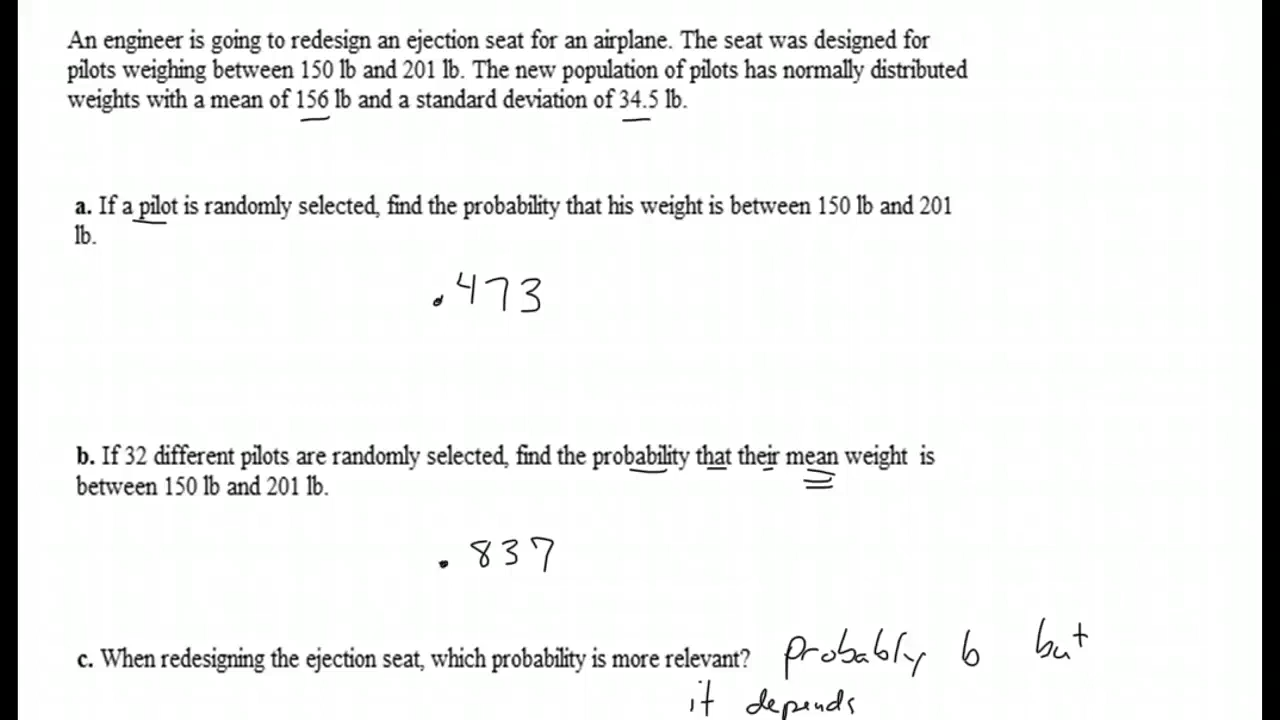 An engineer is going to redesign an ejection seat for an airplane. The seat was designed for
pilots weighing between 150 lb and 201 lb. The new population of pilots has normally distributed
weights with a mean of 156 lb and a standard deviation of 34.5 lb.
a. If a pilot is randomly selected, find the probability that his weight is between 150 lb and 201
lb.
.473
b. If 32 different pilots are randomly selected, find the probability that their mean weight is
between 150 lb and 201 lb.
.837
c. When redesigning the ejection seat, which probability is more relevant? probably b but
it depends